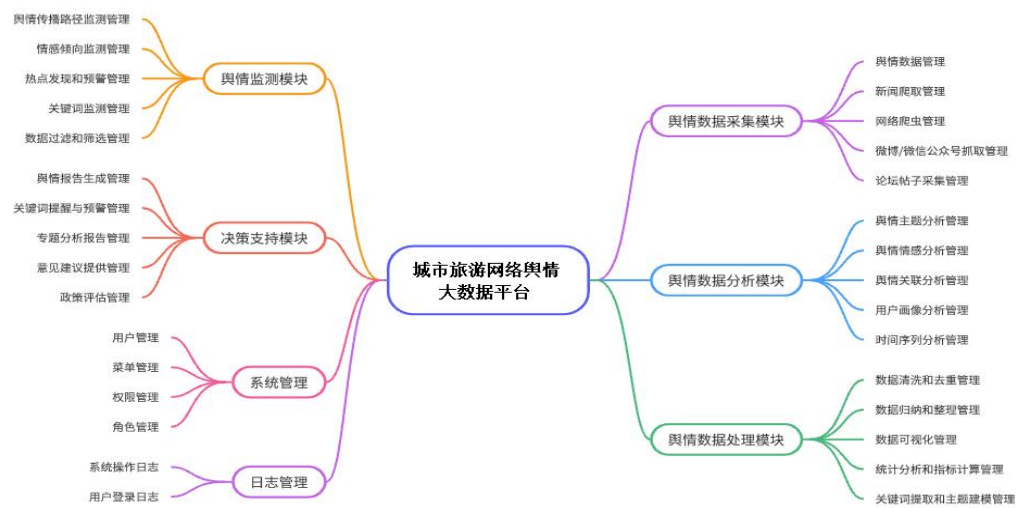 城市旅游网络舆情
大数据平台
舆情监测模块
舆情传播路径监测管理
情感倾向监测管理
热点发现和预警管理
关键词监测管理
数据过滤和筛选管理
决策支持模块
舆情报告生成管理
关键词提醒与预警管理
专题分析报告管理
意见建议提供管理
政策评估管理
系统管理
用户管理
菜单管理
权限管理
角色管理
日志管理
系统操作日志
用户登录日志
舆情数据采集模块
舆情数据管理
新闻爬取管理
网络爬虫管理
微博/微信公众号抓取管理
论坛帖子采集管理
舆情数据分析模块
舆情主题分析管理
舆情情感分析管理
舆情关联分析管理
用户画像分析管理
时间序列分析管理
舆情数据处理模块
数据清洗和去重管理
数据归纳和整理管理
数据可视化管理
统计分析和指标计算管理
关键词提取和主题建模管理